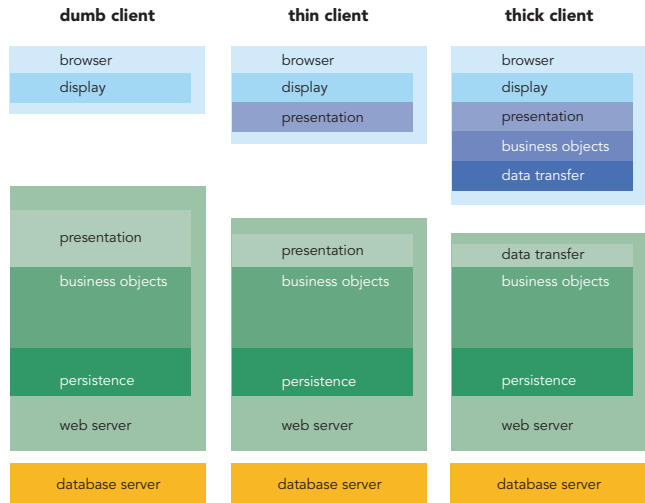 dumb client
browser
display
presentation
business objects
persistence
web server
database server
thin client
browser
display
presentation
presentation
business objects
persistence
web server
database server
thick client
browser
display
presentation
business objects
data transfer
data transfer
business objects
persistence
web server
database server